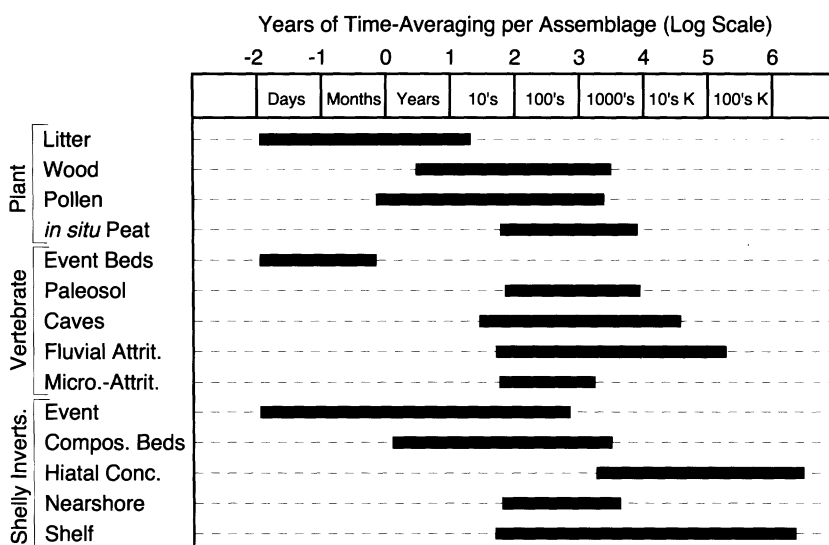 Years of Time-Averaging per Assemblage (Log Scale)
-2 -1 0 1 2 3 4 5 6
Days Months Years 10's 100's 1000's 10's K 100's K
Plant
Litter
Wood
Pollen
in situ Peat
Vertebrate
Event Beds
Paleosol
Caves
Fluvial Attrit.
Micro.-Attrit.
Shelly Inverts.
Event
Compos. Beds
Hiatal Conc.
Nearshore
Shelf